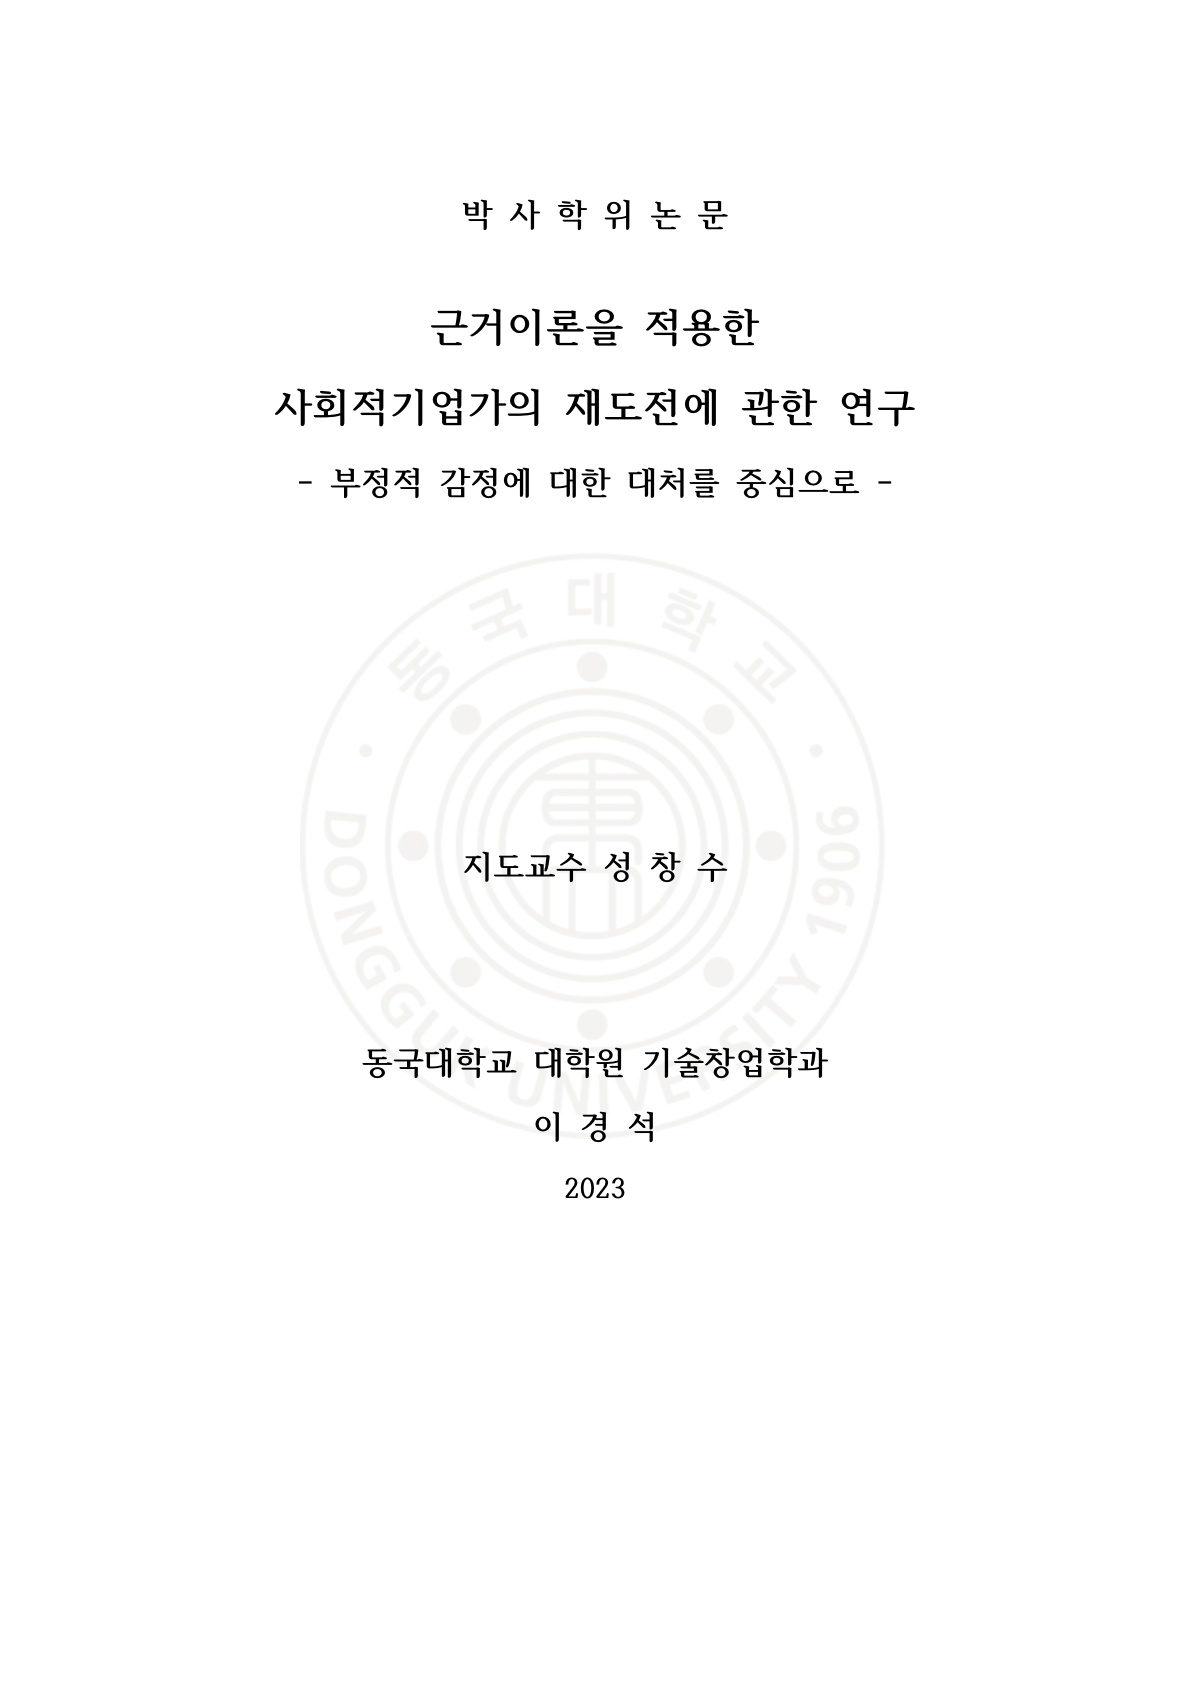 박 사 학 위 논 문
근거이론을 적용한
사회적기업가의 재도전에 관한 연구
- 부정적 감정에 대한 대처를 중심으로 -
동국대학교
DONGGUK UNIVERSITY 1906
지도교수 성 창 수
동국대학교 대학원 기술창업학과
이 경 석
2023